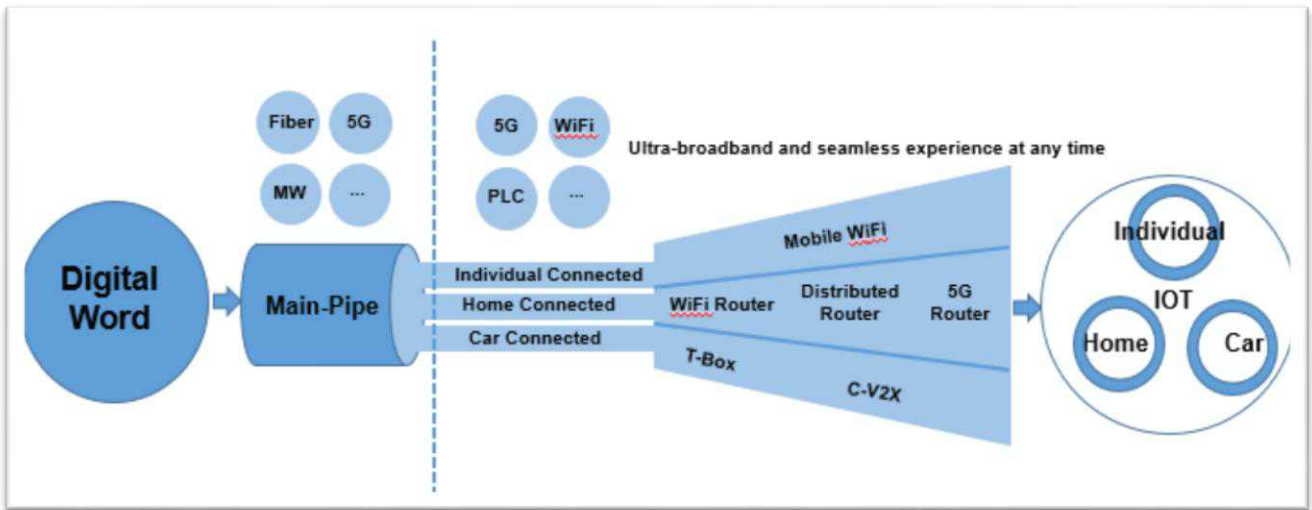 Fiber
5G
MW
...
5G
WiFi
PLC
...
Ultra-broadband and seamless experience at any time
Digital
Word
Main-Pipe
Individual Connected
Home Connected
Car Connected
Mobile WiFi
WiFi Router
Distributed
Router
5G
Router
T-Box
C-V2X
Individual
IOT
Home
Car